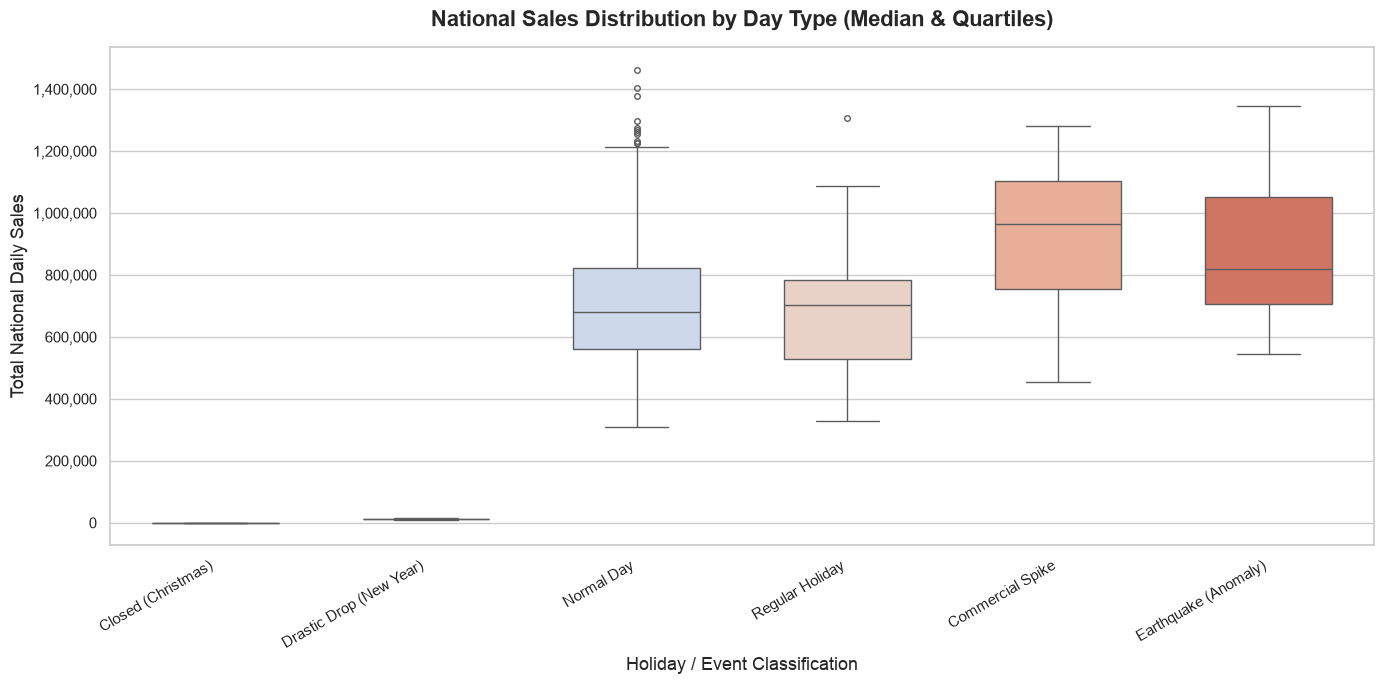 National Sales Distribution by Day Type (Median & Quartiles)
Total National Daily Sales
1,400,000
1,200,000
1,000,000
800,000
600,000
400,000
200,000
0
Closed (Christmas)
Drastic Drop (New Year)
Normal Day
Regular Holiday
Commercial Spike
Earthquake (Anomaly)
Holiday / Event Classification